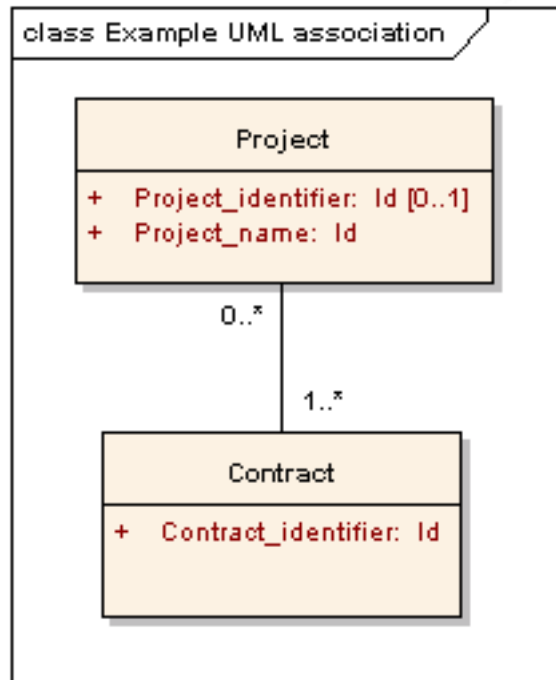 class Example UML association
Project
+ Project_identifier: Id [0..1]
+ Project_name: Id
0..*
1..*
Contract
+ Contract_identifier: Id